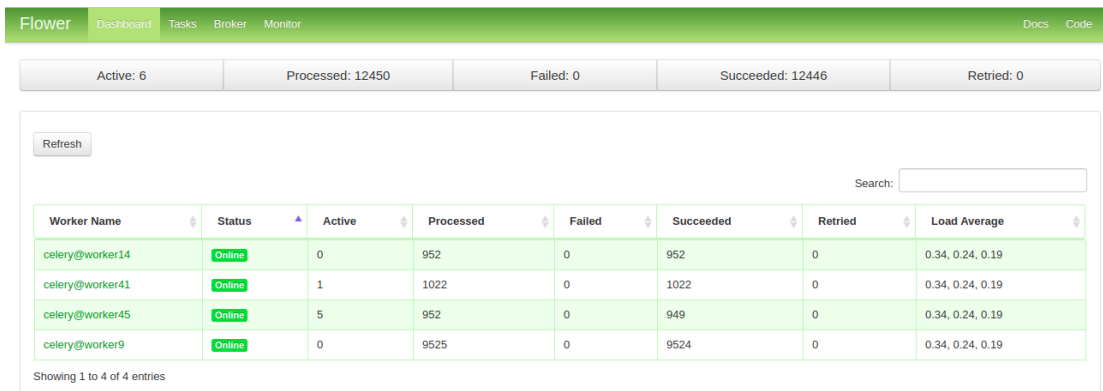 Flower Dashboard Tasks Broker Monitor Docs Code
Active: 6 Processed: 12450 Failed: 0 Succeeded: 12446 Retried: 0
Refresh
Search:
Worker Name Status Active Processed Failed Succeeded Retried Load Average
celery@worker14 Online 0 952 0 952 0 0.34, 0.24, 0.19
celery@worker41 Online 1 1022 0 1022 0 0.34, 0.24, 0.19
celery@worker45 Online 5 952 0 949 0 0.34, 0.24, 0.19
celery@worker9 Online 0 9525 0 9524 0 0.34, 0.24, 0.19
Showing 1 to 4 of 4 entries